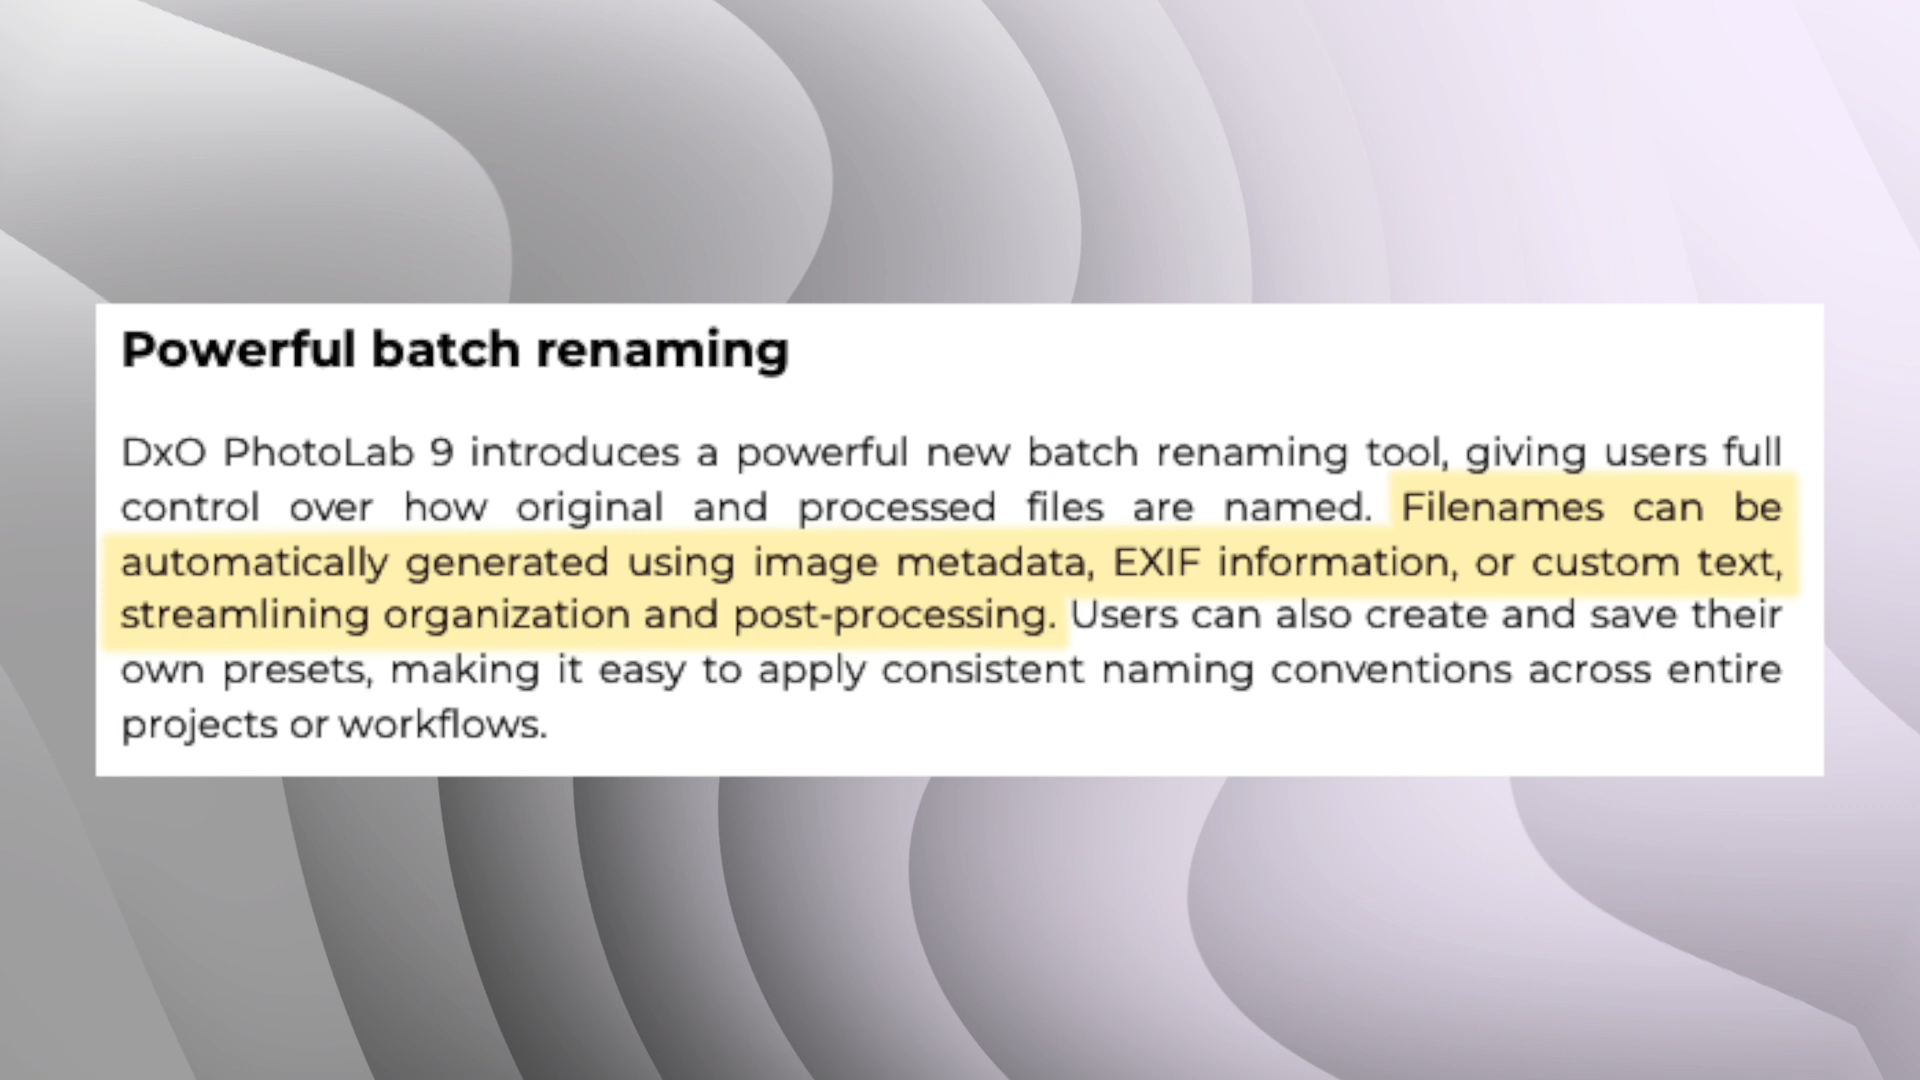 Powerful batch renaming
DxO PhotoLab 9 introduces a powerful new batch renaming tool, giving users full
control over how original and processed files are named. Filenames can be
automatically generated using image metadata, EXIF information, or custom text,
streamlining organization and post-processing. Users can also create and save their
own presets, making it easy to apply consistent naming conventions across entire
projects or workflows.